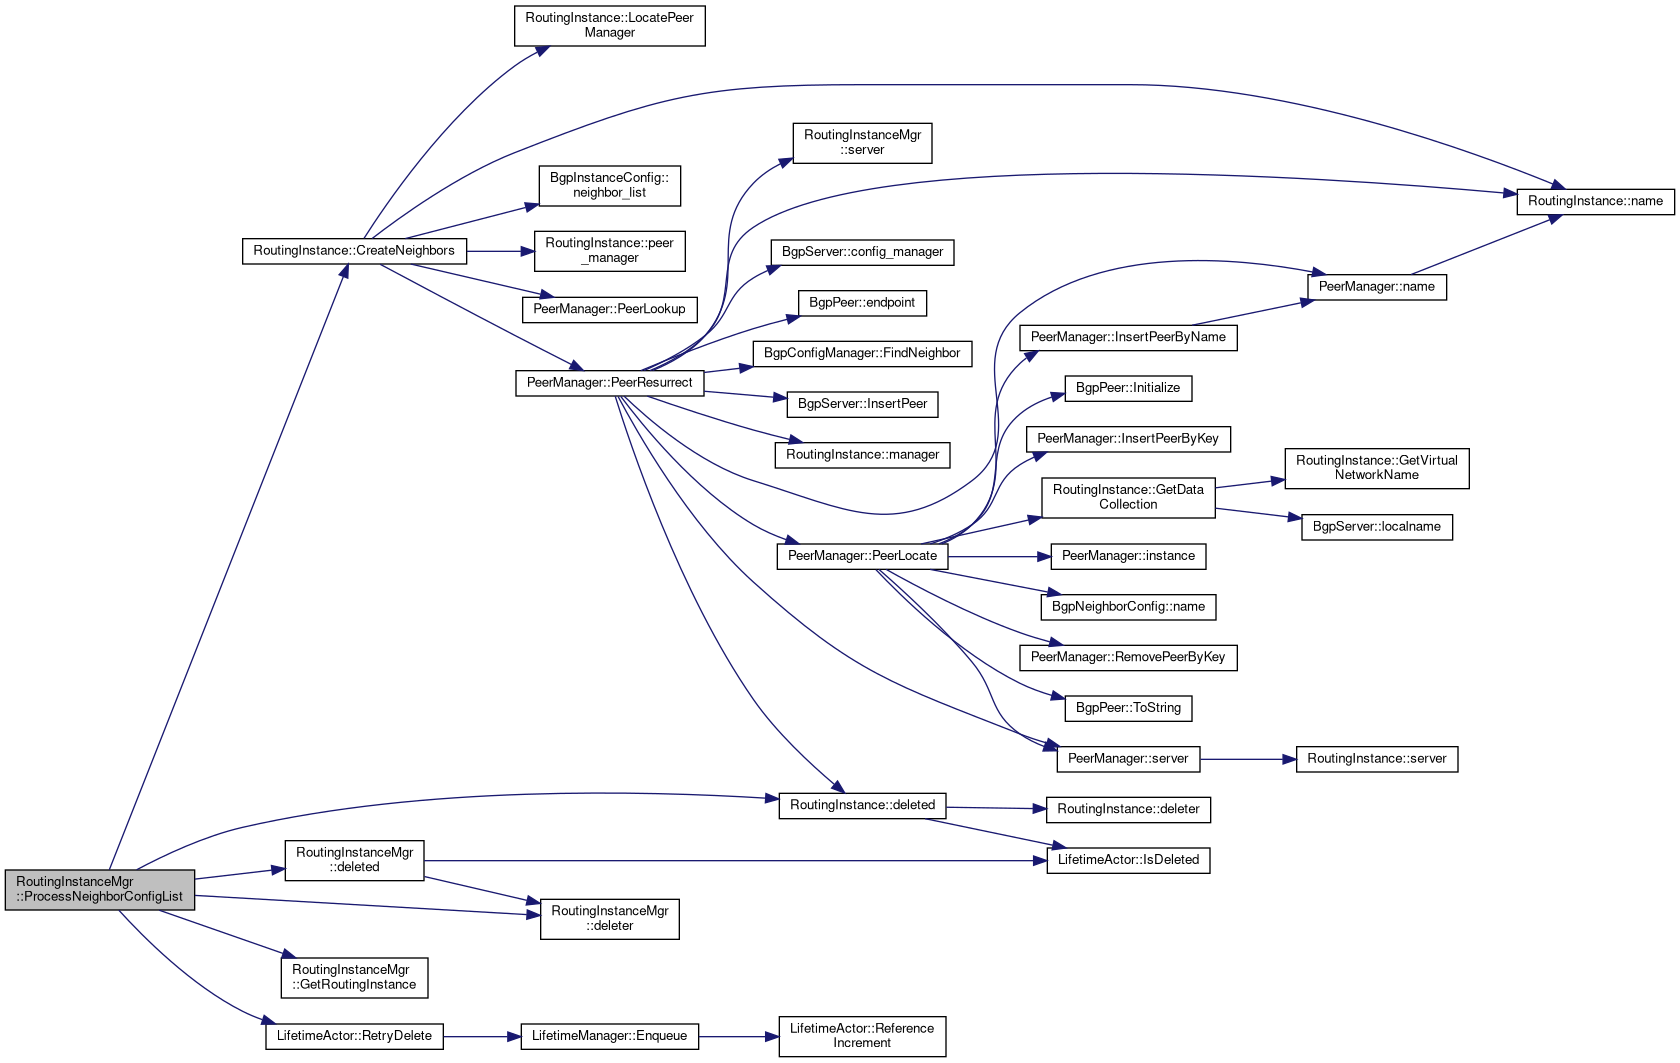 RoutingInstance::LocatePeer
Manager
RoutingInstanceMgr
::server
BgpInstanceConfig::
neighbor_list
RoutingInstance::name
RoutingInstance::CreateNeighbors
RoutingInstance::peer
_manager
BgpServer::config_manager
PeerManager::name
BgpPeer::endpoint
PeerManager::PeerLookup
PeerManager::InsertPeerByName
BgpConfigManager::FindNeighbor
PeerManager::PeerResurrect
BgpPeer::Initialize
BgpServer::InsertPeer
PeerManager::InsertPeerByKey
RoutingInstance::manager
RoutingInstance::GetVirtual
NetworkName
RoutingInstance::GetData
Collection
BgpServer::localname
PeerManager::PeerLocate
PeerManager::instance
BgpNeighborConfig::name
PeerManager::RemovePeerByKey
BgpPeer::ToString
PeerManager::server
RoutingInstance::server
RoutingInstance::deleted
RoutingInstance::deleter
RoutingInstanceMgr
::deleted
LifetimeActor::IsDeleted
RoutingInstanceMgr
::ProcessNeighborConfigList
RoutingInstanceMgr
::deleter
RoutingInstanceMgr
::GetRoutingInstance
LifetimeActor::RetryDelete
LifetimeManager::Enqueue
LifetimeActor::Reference
Increment